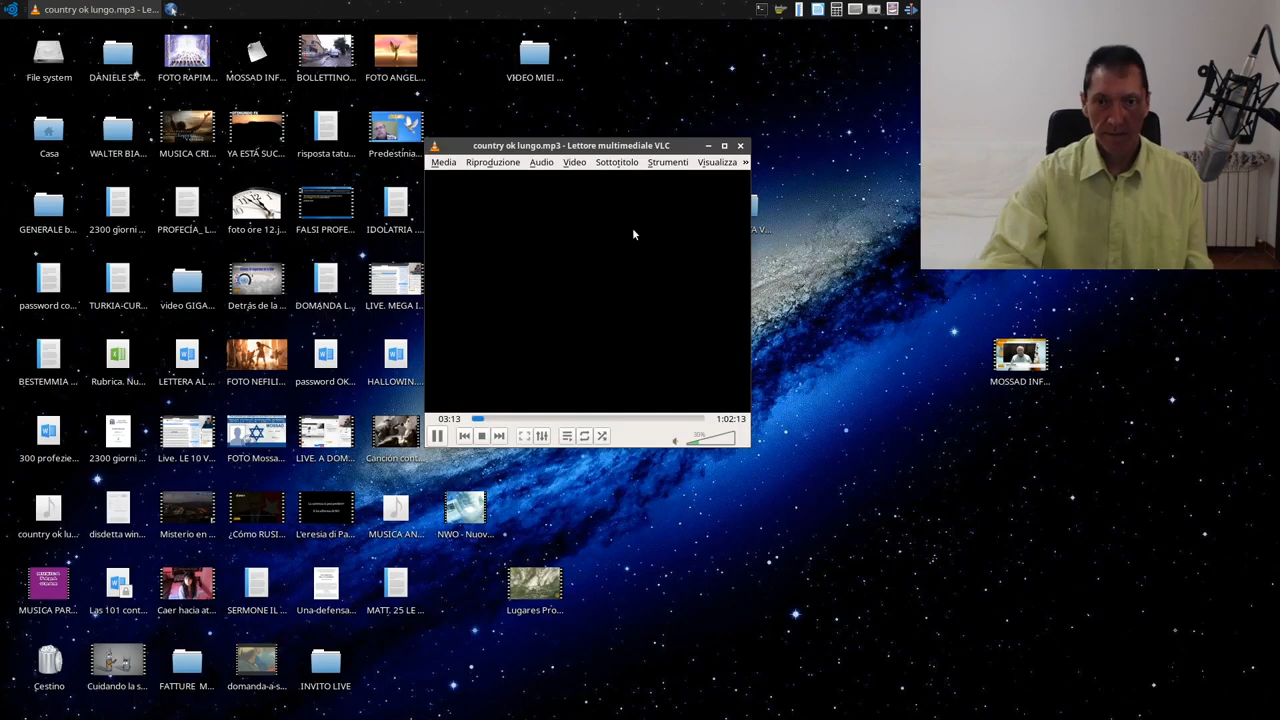 country ok lungo.mp3 - Le...
File system
DANIELE SA...
FOTO RAPIM...
MOSSAD INF...
BOLLETTINO...
FOTO ANGEL...
VIDEO MIEI ...
Casa
WALTER BIA...
MUSICA CRI...
YA ESTÁ SUC...
risposta tatu...
Predestinia...
country ok lungo.mp3 - Lettore multimediale VLC
Media Riproduzione Audio Video Sottotitolo Strumenti Visualizza »
GENERALE b...
2300 giorni ...
PROFECÍA_ L...
foto ore 12.j...
FALSI PROFE...
IDOLATRIA ...
password co...
TURKIA-CUR...
video GIGA...
Detrás de la ...
DOMANDA L...
LIVE. MEGA I...
BESTEMMIA ...
Rubrica. Nu...
LETTERA AL ...
FOTO NEFILI...
password OK...
HALLOWIN....
MOSSAD INF...
03:13
1:02:13
30%
300 profezie...
2300 giorni ...
Live. LE 10 V...
FOTO Mossa...
LIVE. A DOM...
Canción cont...
country ok lu...
disdetta win...
Misterio en ...
¿Cómo RUSI...
L'eresia di Pa...
MUSICA AN...
NWO - Nuov...
MUSICA PAR...
Las 101 cont...
Caer hacia at...
SERMONE IL ...
Una-defensa...
MATT. 25 LE ...
Lugares Pro...
Cestino
Cuidando la s...
FATTURE M...
domanda-a-s...
INVITO LIVE